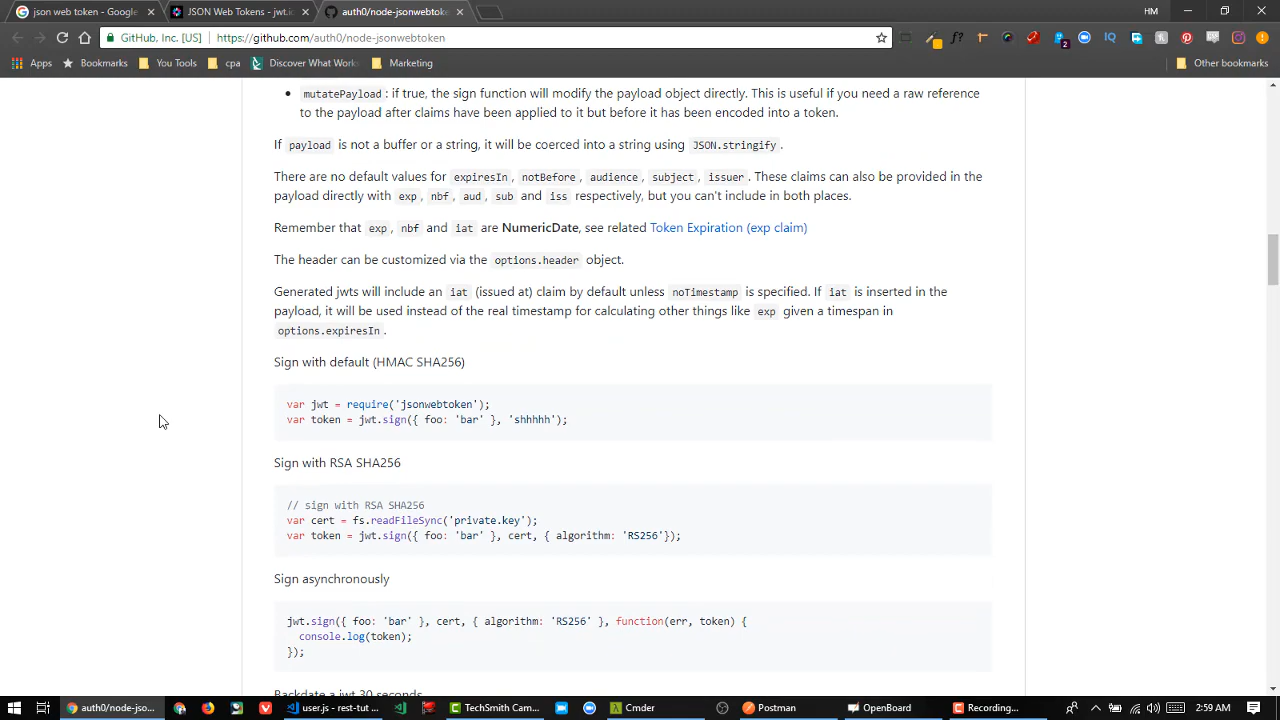 json web token - Google
JSON Web Tokens - jwt.i
auth0/node-jsonwebtoke
HM
GitHub, Inc. [US]
https://github.com/auth0/node-jsonwebtoken
f?
IQ
2
Apps
Bookmarks
You Tools
cpa
Discover What Works
Marketing
Other bookmarks
mutatePayload : if true, the sign function will modify the payload object directly. This is useful if you need a raw reference
to the payload after claims have been applied to it but before it has been encoded into a token.
If payload is not a buffer or a string, it will be coerced into a string using JSON.stringify .
There are no default values for expiresIn , notBefore , audience , subject , issuer . These claims can also be provided in the
payload directly with exp , nbf , aud , sub and iss respectively, but you can't include in both places.
Remember that exp , nbf and iat are NumericDate, see related Token Expiration (exp claim)
The header can be customized via the options.header object.
Generated jwts will include an iat (issued at) claim by default unless noTimestamp is specified. If iat is inserted in the
payload, it will be used instead of the real timestamp for calculating other things like exp given a timespan in
options.expiresIn .
Sign with default (HMAC SHA256)
var jwt = require('jsonwebtoken');
var token = jwt.sign({ foo: 'bar' }, 'shhhhh');
Sign with RSA SHA256
// sign with RSA SHA256
var cert = fs.readFileSync('private.key');
var token = jwt.sign({ foo: 'bar' }, cert, { algorithm: 'RS256'});
Sign asynchronously
jwt.sign({ foo: 'bar' }, cert, { algorithm: 'RS256' }, function(err, token) {
console.log(token);
});
Backdate a jwt 30 seconds
auth0/node-jso...
user.js - rest-tut ...
TechSmith Cam...
Cmder
Postman
OpenBoard
Recording...
2:59 AM